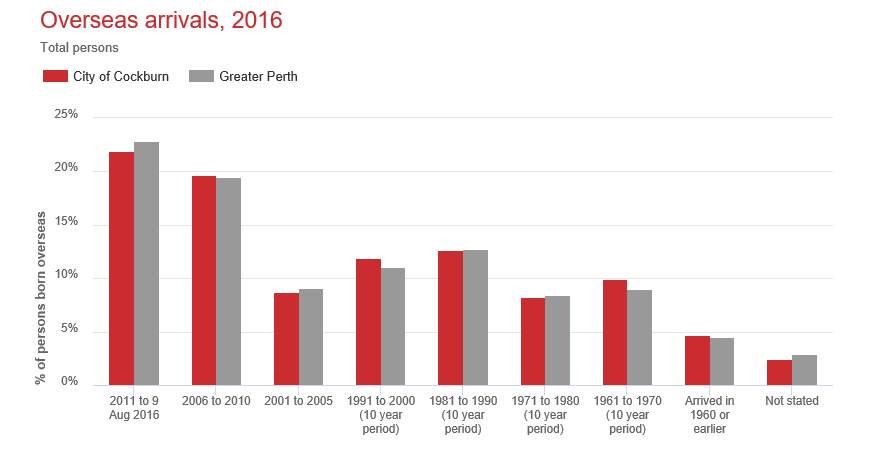 Overseas arrivals, 2016
Total persons
City of Cockburn
Greater Perth
% of persons born overseas
25%
20%
15%
10%
5%
0%
2011 to 9
Aug 2016
2006 to 2010
2001 to 2005
1991 to 2000
(10 year
period)
1981 to 1990
(10 year
period)
1971 to 1980
(10 year
period)
1961 to 1970
(10 year
period)
Arrived in
1960 or
earlier
Not stated